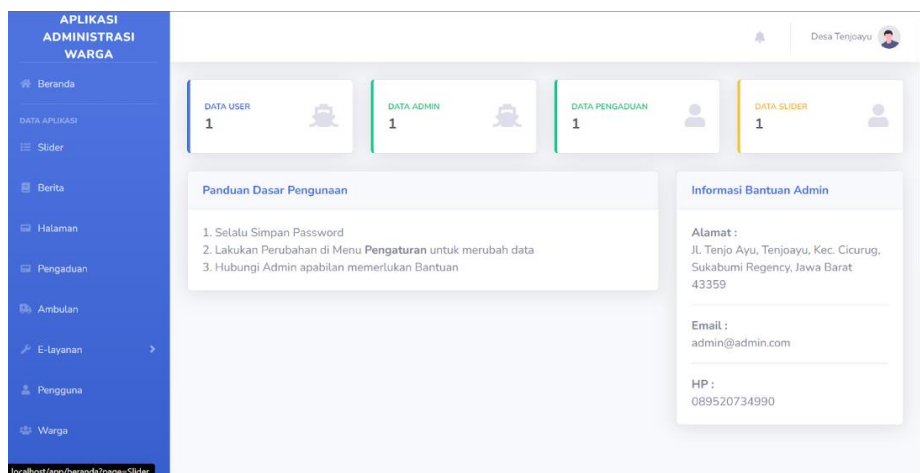 APLIKASI
ADMINISTRASI
WARGA
Desa Tenjoayu
Beranda
DATA APLIKASI
Slider
Berita
Halaman
Pengaduan
Ambulan
E-layanan
Pengguna
Warga
localhost/app/beranda?page=Slider
DATA USER
1
DATA ADMIN
1
DATA PENGADUAN
1
DATA SLIDER
1
Panduan Dasar Pengunaan
1. Selalu Simpan Password
2. Lakukan Perubahan di Menu Pengaturan untuk merubah data
3. Hubungi Admin apabilan memerlukan Bantuan
Informasi Bantuan Admin
Alamat :
Jl. Tenjo Ayu, Tenjoayu, Kec. Cicurug,
Sukabumi Regency, Jawa Barat
43359
Email :
admin@admin.com
HP :
089520734990